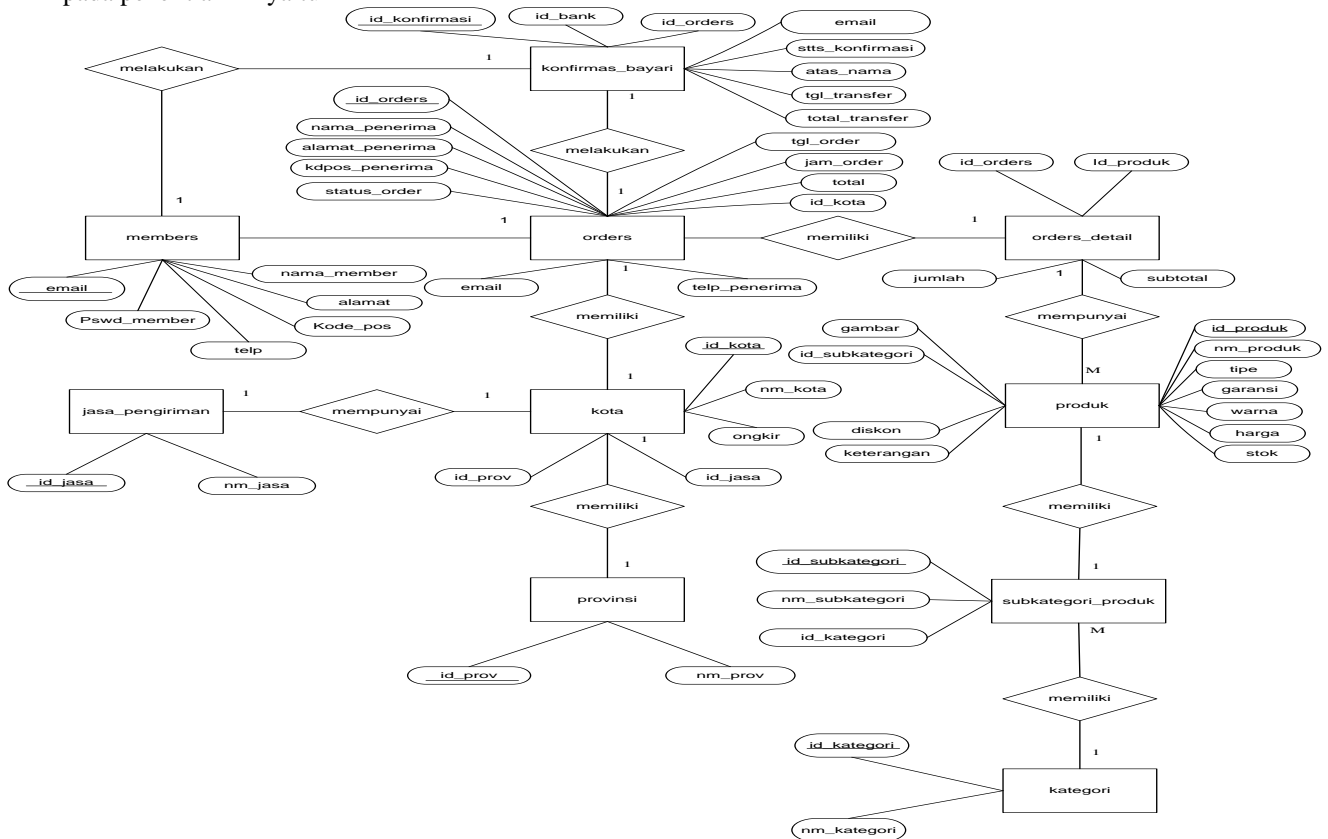 id_konfirmasi
id_bank
id_orders
email
stts_konfirmasi
atas_nama
tgl_transfer
total_transfer
melakukan
1
konfirmas_bayari
1
id_orders
nama_penerima
alamat_penerima
kdpos_penerima
status_order
melakukan
tgl_order
jam_order
total
id_kota
id_orders
Id_produk
1
1
1
1
members
orders
memiliki
orders_detail
email
Pswd_member
nama_member
alamat
Kode_pos
telp
email
1
telp_penerima
jumlah
1
subtotal
memiliki
mempunyai
gambar
id_subkategori
diskon
keterangan
id_produk
nm_produk
tipe
garansi
warna
harga
stok
id_kota
nm_kota
ongkir
1
M
jasa_pengiriman
1
mempunyai
1
kota
produk
id_jasa
nm_jasa
id_prov
1
id_jasa
1
memiliki
memiliki
1
1
provinsi
id_subkategori
nm_subkategori
id_kategori
subkategori_produk
M
id_prov
nm_prov
memiliki
1
id_kategori
kategori
nm_kategori